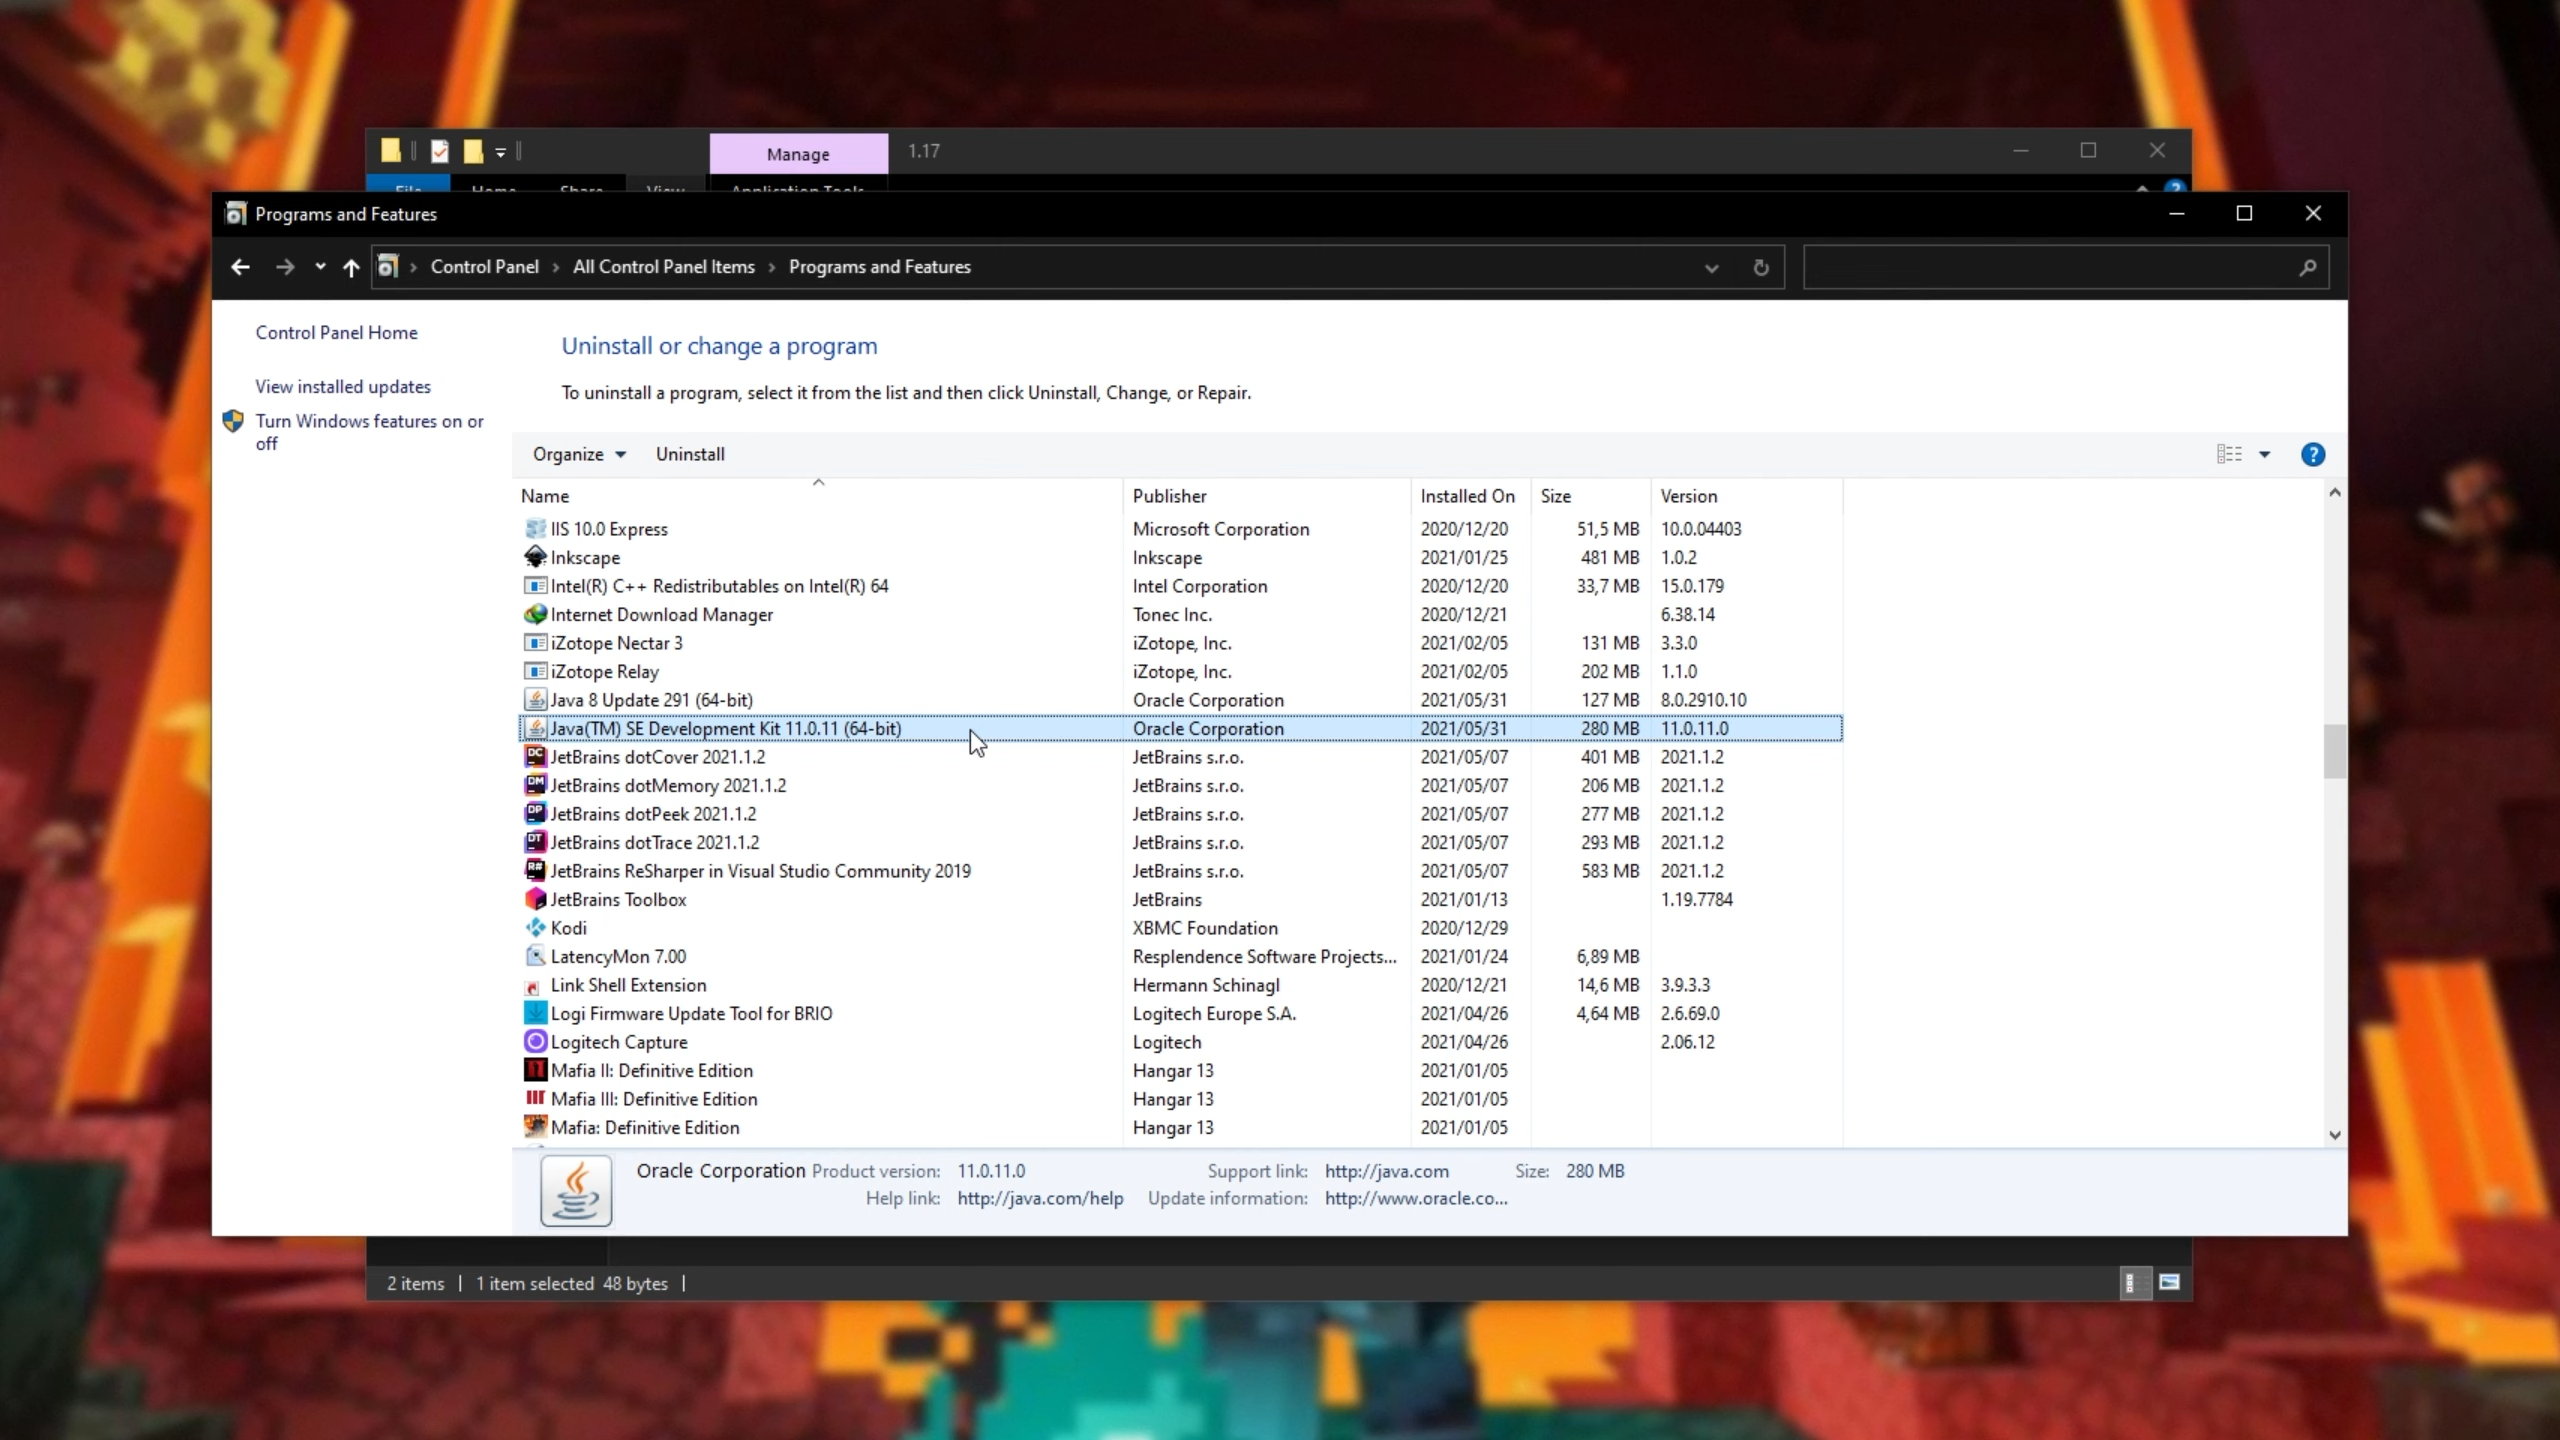 Manage
1.17
File
Home
Share
View
Application Tools
Programs and Features
Control Panel
All Control Panel Items
Programs and Features
Control Panel Home
View installed updates
Turn Windows features on or
off
Uninstall or change a program
To uninstall a program, select it from the list and then click Uninstall, Change, or Repair.
Organize
Uninstall
Name Publisher Installed On Size Version
IIS 10.0 Express Microsoft Corporation 2020/12/20 51,5 MB 10.0.04403
Inkscape Inkscape 2021/01/25 481 MB 1.0.2
Intel(R) C++ Redistributables on Intel(R) 64 Intel Corporation 2020/12/20 33,7 MB 15.0.179
Internet Download Manager Tonec Inc. 2020/12/21 6.38.14
iZotope Nectar 3 iZotope, Inc. 2021/02/05 131 MB 3.3.0
iZotope Relay iZotope, Inc. 2021/02/05 202 MB 1.1.0
Java 8 Update 291 (64-bit) Oracle Corporation 2021/05/31 127 MB 8.0.2910.10
Java(TM) SE Development Kit 11.0.11 (64-bit) Oracle Corporation 2021/05/31 280 MB 11.0.11.0
JetBrains dotCover 2021.1.2 JetBrains s.r.o. 2021/05/07 401 MB 2021.1.2
JetBrains dotMemory 2021.1.2 JetBrains s.r.o. 2021/05/07 206 MB 2021.1.2
JetBrains dotPeek 2021.1.2 JetBrains s.r.o. 2021/05/07 277 MB 2021.1.2
JetBrains dotTrace 2021.1.2 JetBrains s.r.o. 2021/05/07 293 MB 2021.1.2
JetBrains ReSharper in Visual Studio Community 2019 JetBrains s.r.o. 2021/05/07 583 MB 2021.1.2
JetBrains Toolbox JetBrains 2021/01/13 1.19.7784
Kodi XBMC Foundation 2020/12/29
LatencyMon 7.00 Resplendence Software Projects... 2021/01/24 6,89 MB
Link Shell Extension Hermann Schinagl 2020/12/21 14,6 MB 3.9.3.3
Logi Firmware Update Tool for BRIO Logitech Europe S.A. 2021/04/26 4,64 MB 2.6.69.0
Logitech Capture Logitech 2021/04/26 2.06.12
Mafia II: Definitive Edition Hangar 13 2021/01/05
Mafia III: Definitive Edition Hangar 13 2021/01/05
Mafia: Definitive Edition Hangar 13 2021/01/05
Oracle Corporation Product version: 11.0.11.0 Support link: http://java.com Size: 280 MB
Help link: http://java.com/help Update information: http://www.oracle.co...
2 items
1 item selected 48 bytes